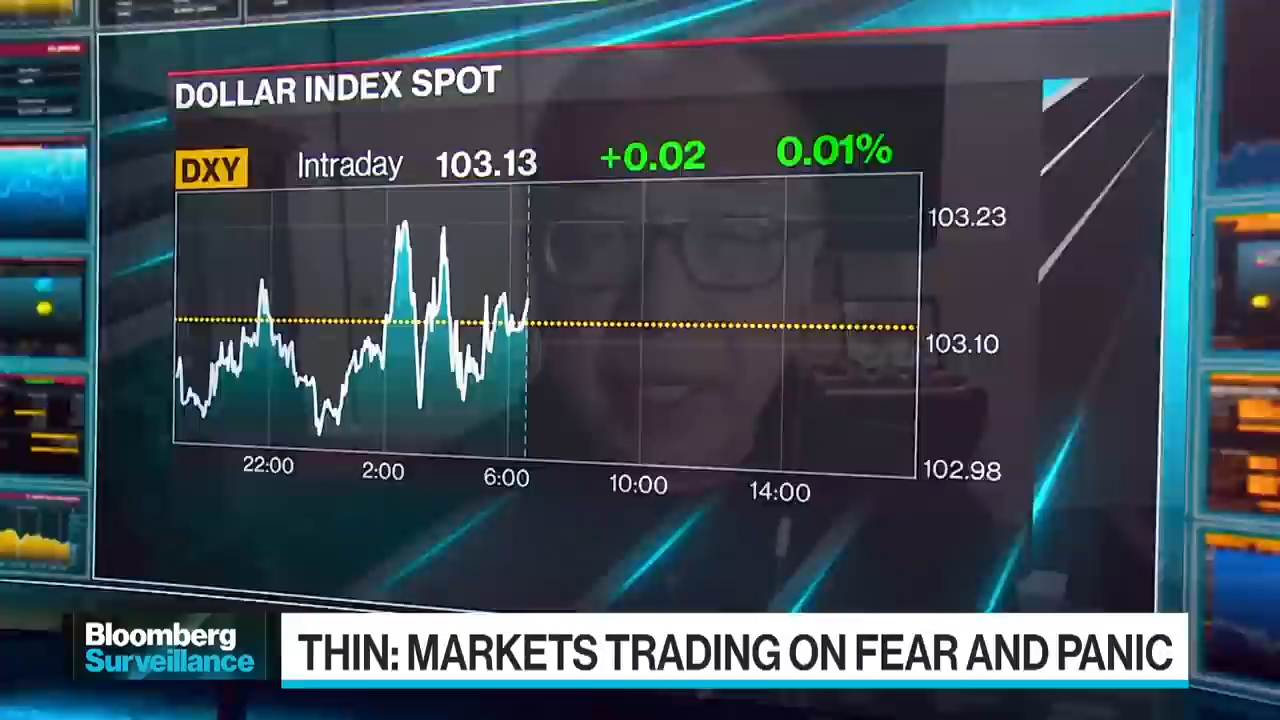 DOLLAR INDEX SPOT
DXY Intraday 103.13 +0.02 0.01%
103.23
103.10
102.98
22:00 2:00 6:00 10:00 14:00
Bloomberg
Surveillance
THIN: MARKETS TRADING ON FEAR AND PANIC